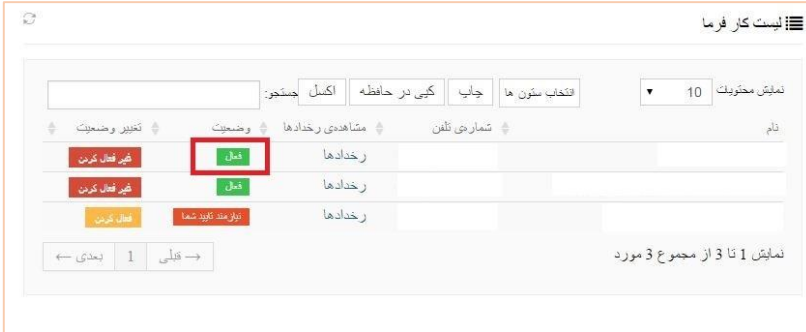 لیست کار فرما
نمایش محتویات 10 انتخاب ستون ها چاپ کپی در حافظه اکسل جستجو:
نام شماره‌ی تلفن مشاهده‌ی رخدادها وضعیت تغییر وضعیت
رخدادها فعال غیر فعال کردن
رخدادها فعال غیر فعال کردن
رخدادها نیازمند تایید شما فعال کردن
نمایش 1 تا 3 از مجموع 3 مورد
→ قبلی 1 بعدی ←